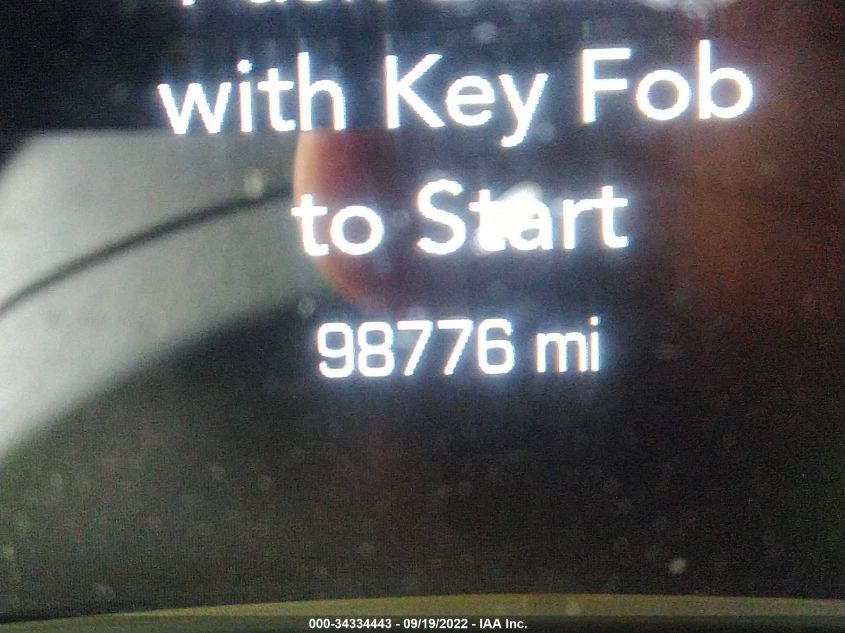 with Key Fob
to Start
98776 mi
000-34334443 - 09/19/2022 - IAA Inc.